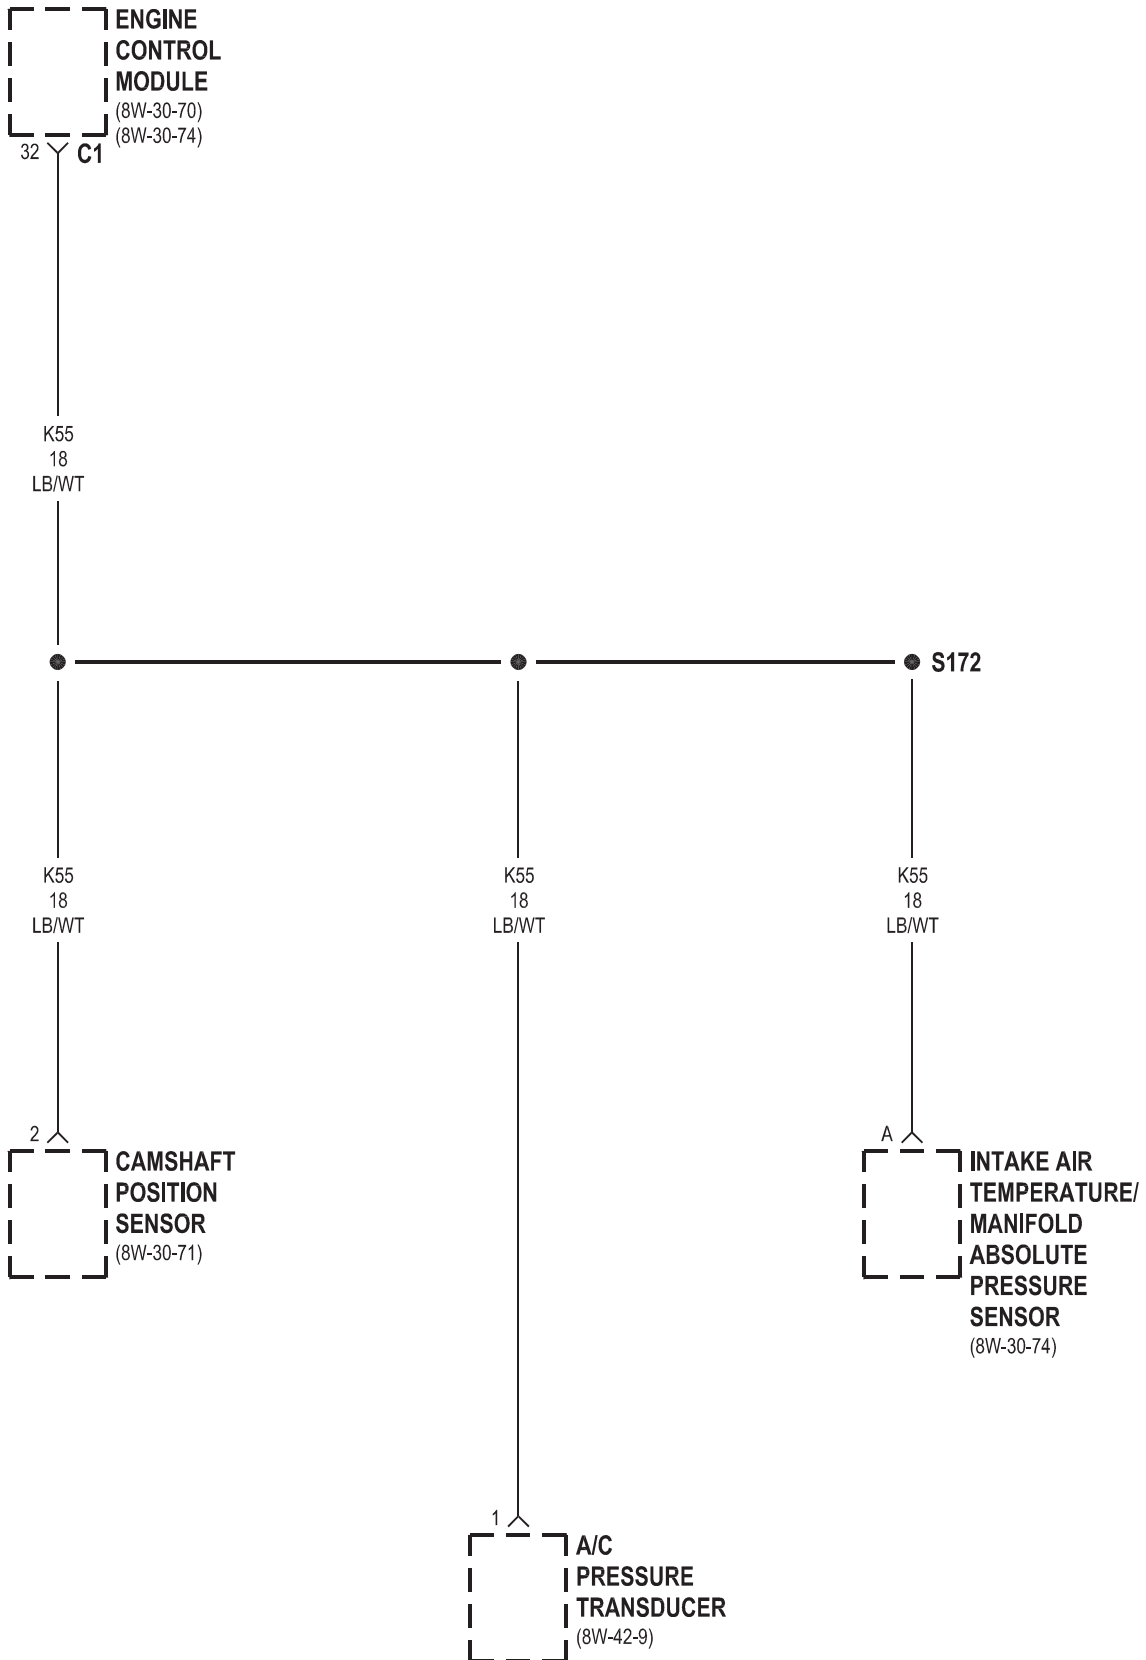 ENGINE
CONTROL
MODULE
(8W-30-70)
(8W-30-74)
32 C1
K55
18
LB/WT
S172
K55
18
LB/WT
K55
18
LB/WT
K55
18
LB/WT
2
CAMSHAFT
POSITION
SENSOR
(8W-30-71)
A
INTAKE AIR
TEMPERATURE/
MANIFOLD
ABSOLUTE
PRESSURE
SENSOR
(8W-30-74)
1
A/C
PRESSURE
TRANSDUCER
(8W-42-9)